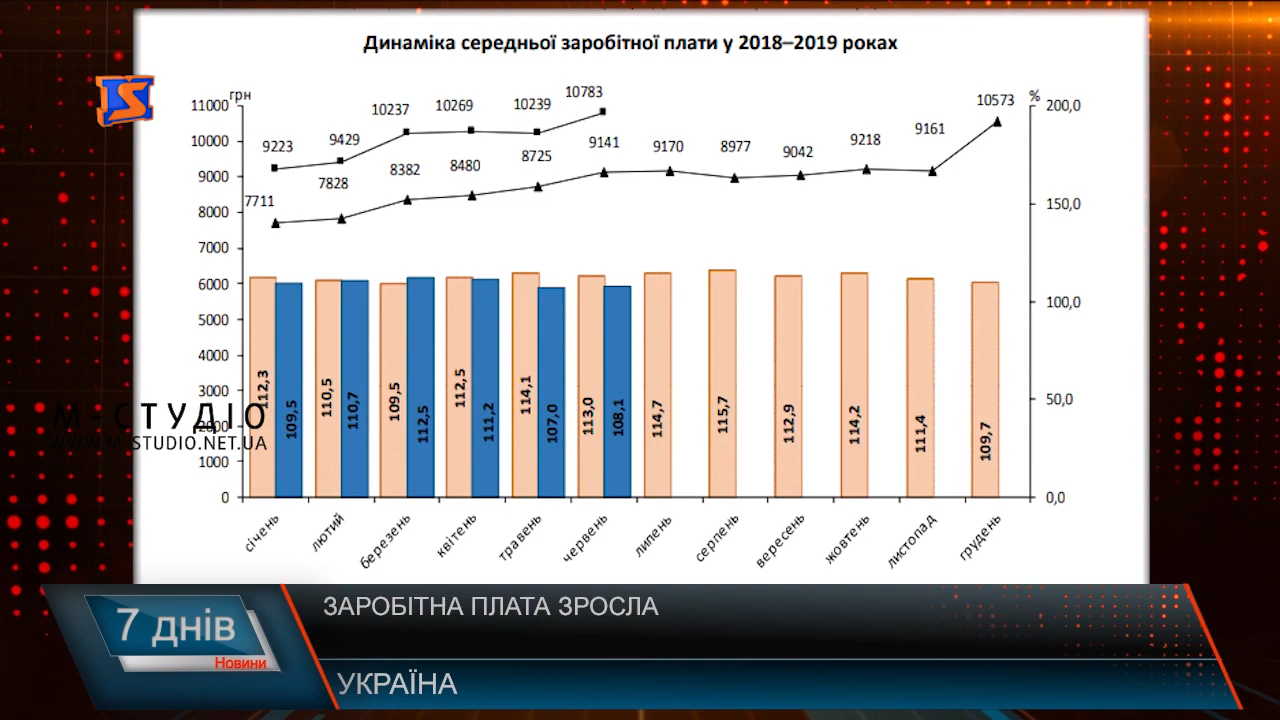 Динаміка середньої заробітної плати у 2018–2019 роках
грн %
11000 10000 9000 8000 7000 6000 5000 4000 3000 2000 1000 0
200,0 150,0 100,0 50,0 0,0
9223 9429 10237 10269 10239 10783
7711 7828 8382 8480 8725 9141 9170 8977 9042 9218 9161 10573
112,3 109,5 110,5 110,7 109,5 112,5 112,5 111,2 114,1 107,0 113,0 108,1 114,7 115,7 112,9 114,2 111,4 109,7
січень лютий березень квітень травень червень липень серпень вересень жовтень листопад грудень
М-СТУДІО
WWW.M-STUDIO.NET.UA
7 днів
Новини
ЗАРОБІТНА ПЛАТА ЗРОСЛА
УКРАЇНА